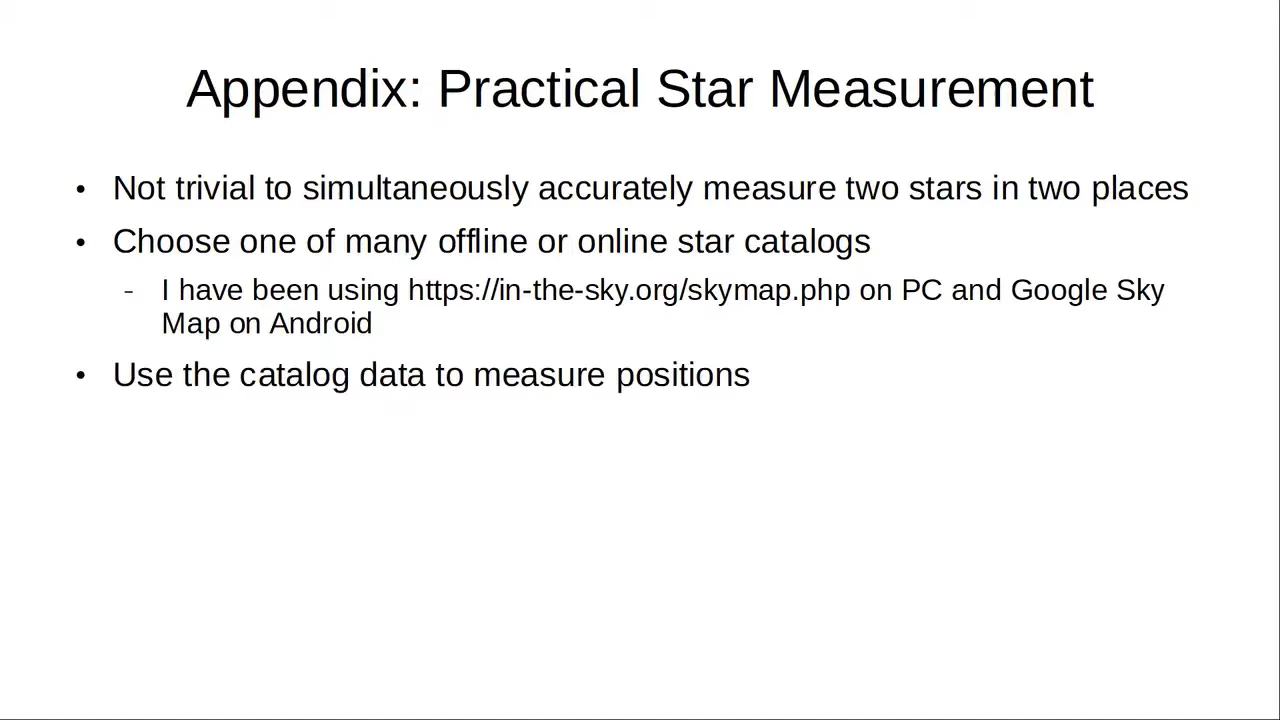 Appendix: Practical Star Measurement
• Not trivial to simultaneously accurately measure two stars in two places
• Choose one of many offline or online star catalogs
– I have been using https://in-the-sky.org/skymap.php on PC and Google Sky
Map on Android
• Use the catalog data to measure positions